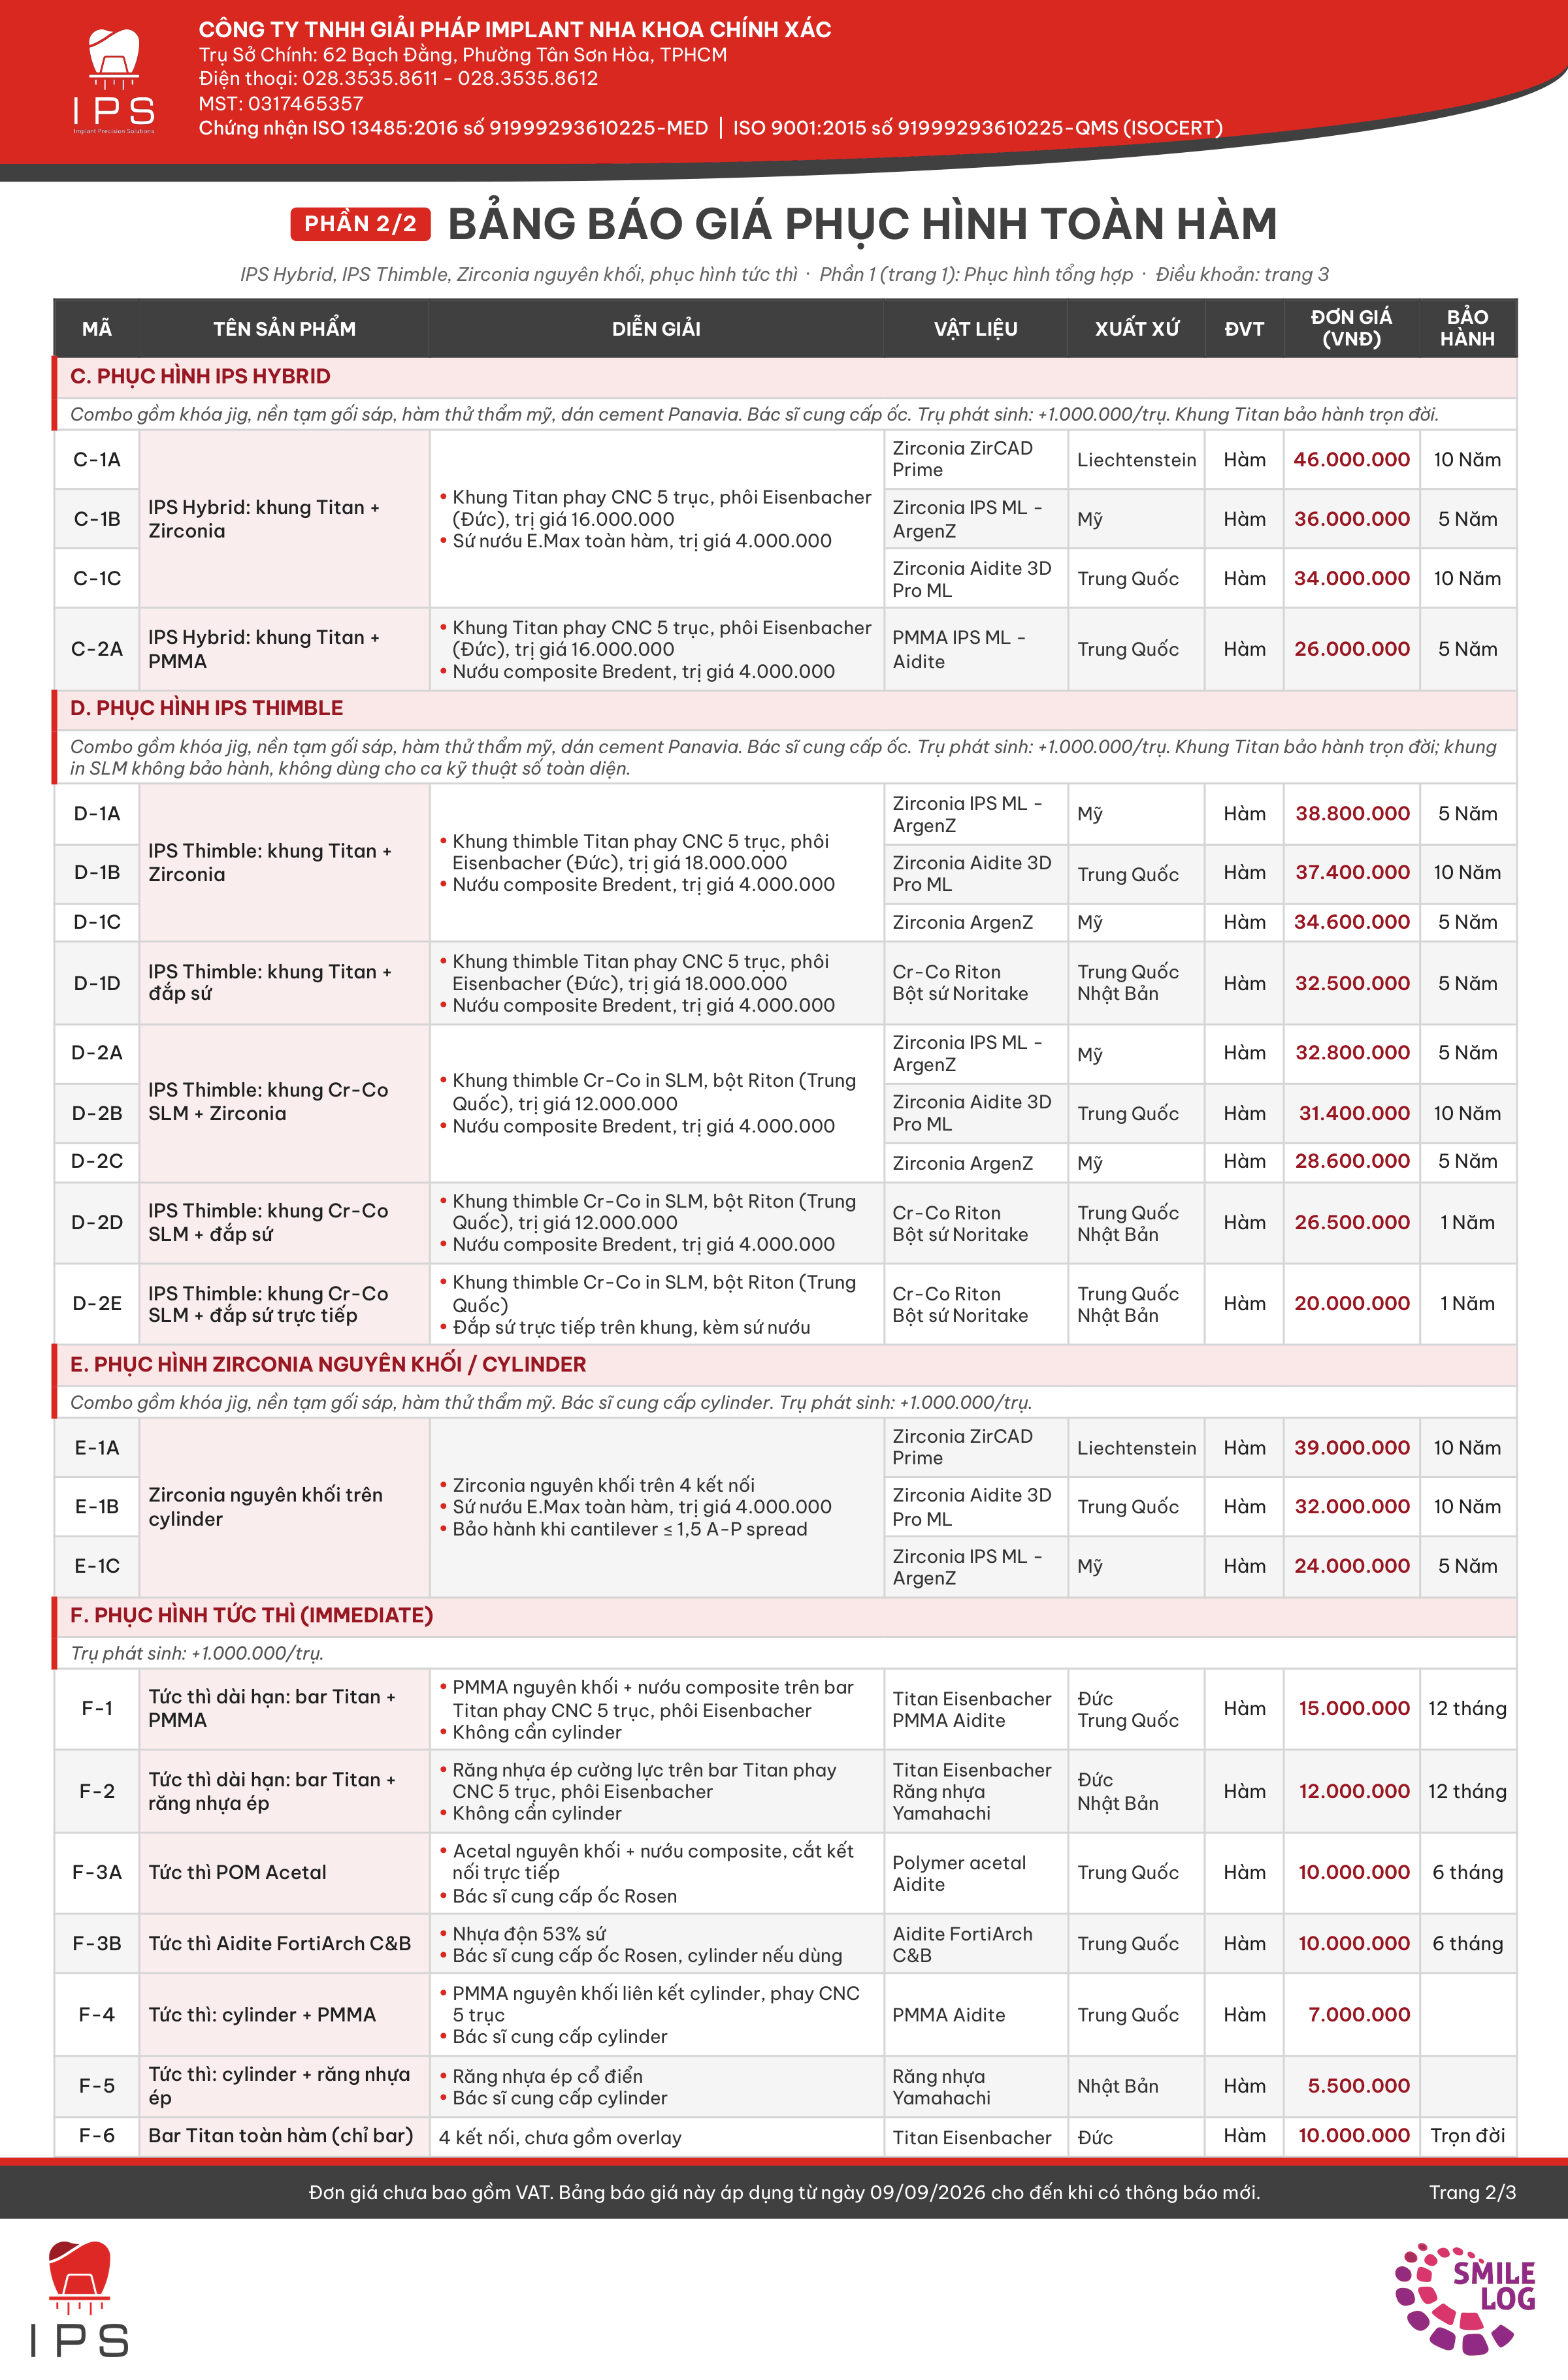 CÔNG TY TNHH GIẢI PHÁP IMPLANT NHA KHOA CHÍNH XÁC
Trụ Sở Chính: 62 Bạch Đằng, Phường Tân Sơn Hòa, TPHCM
Điện thoại: 028.3535.8611 - 028.3535.8612
MST: 0317465357
Chứng nhận ISO 13485:2016 số 91999293610225-MED | ISO 9001:2015 số 91999293610225-QMS (ISOCERT)
IPS
Implant Precision Solutions
PHẦN 2/2 BẢNG BÁO GIÁ PHỤC HÌNH TOÀN HÀM
IPS Hybrid, IPS Thimble, Zirconia nguyên khối, phục hình tức thì · Phần 1 (trang 1): Phục hình tổng hợp · Điều khoản: trang 3
MÃ TÊN SẢN PHẨM DIỄN GIẢI VẬT LIỆU XUẤT XỨ ĐVT ĐƠN GIÁ (VNĐ) BẢO HÀNH
C. PHỤC HÌNH IPS HYBRID
Combo gồm khóa jig, nền tạm gối sáp, hàm thử thẩm mỹ, dán cement Panavia. Bác sĩ cung cấp ốc. Trụ phát sinh: +1.000.000/trụ. Khung Titan bảo hành trọn đời.
IPS Hybrid: khung Titan +
Zirconia
• Khung Titan phay CNC 5 trục, phôi Eisenbacher
(Đức), trị giá 16.000.000
• Sứ nướu E.Max toàn hàm, trị giá 4.000.000
C-1A Zirconia ZirCAD Prime Liechtenstein Hàm 46.000.000 10 Năm
C-1B Zirconia IPS ML - ArgenZ Mỹ Hàm 36.000.000 5 Năm
C-1C Zirconia Aidite 3D Pro ML Trung Quốc Hàm 34.000.000 10 Năm
IPS Hybrid: khung Titan +
PMMA
• Khung Titan phay CNC 5 trục, phôi Eisenbacher
(Đức), trị giá 16.000.000
• Nướu composite Bredent, trị giá 4.000.000
C-2A PMMA IPS ML - Aidite Trung Quốc Hàm 26.000.000 5 Năm
D. PHỤC HÌNH IPS THIMBLE
Combo gồm khóa jig, nền tạm gối sáp, hàm thử thẩm mỹ, dán cement Panavia. Bác sĩ cung cấp ốc. Trụ phát sinh: +1.000.000/trụ. Khung Titan bảo hành trọn đời; khung
in SLM không bảo hành, không dùng cho ca kỹ thuật số toàn diện.
IPS Thimble: khung Titan +
Zirconia
• Khung thimble Titan phay CNC 5 trục, phôi
Eisenbacher (Đức), trị giá 18.000.000
• Nướu composite Bredent, trị giá 4.000.000
D-1A Zirconia IPS ML - ArgenZ Mỹ Hàm 38.800.000 5 Năm
D-1B Zirconia Aidite 3D Pro ML Trung Quốc Hàm 37.400.000 10 Năm
D-1C Zirconia ArgenZ Mỹ Hàm 34.600.000 5 Năm
IPS Thimble: khung Titan +
đắp sứ
• Khung thimble Titan phay CNC 5 trục, phôi
Eisenbacher (Đức), trị giá 18.000.000
• Nướu composite Bredent, trị giá 4.000.000
D-1D Cr-Co Riton Bột sứ Noritake Trung Quốc Nhật Bản Hàm 32.500.000 5 Năm
IPS Thimble: khung Cr-Co
SLM + Zirconia
• Khung thimble Cr-Co in SLM, bột Riton (Trung
Quốc), trị giá 12.000.000
• Nướu composite Bredent, trị giá 4.000.000
D-2A Zirconia IPS ML - ArgenZ Mỹ Hàm 32.800.000 5 Năm
D-2B Zirconia Aidite 3D Pro ML Trung Quốc Hàm 31.400.000 10 Năm
D-2C Zirconia ArgenZ Mỹ Hàm 28.600.000 5 Năm
IPS Thimble: khung Cr-Co
SLM + đắp sứ
• Khung thimble Cr-Co in SLM, bột Riton (Trung
Quốc), trị giá 12.000.000
• Nướu composite Bredent, trị giá 4.000.000
D-2D Cr-Co Riton Bột sứ Noritake Trung Quốc Nhật Bản Hàm 26.500.000 1 Năm
IPS Thimble: khung Cr-Co
SLM + đắp sứ trực tiếp
• Khung thimble Cr-Co in SLM, bột Riton (Trung
Quốc)
• Đắp sứ trực tiếp trên khung, kèm sứ nướu
D-2E Cr-Co Riton Bột sứ Noritake Trung Quốc Nhật Bản Hàm 20.000.000 1 Năm
E. PHỤC HÌNH ZIRCONIA NGUYÊN KHỐI / CYLINDER
Combo gồm khóa jig, nền tạm gối sáp, hàm thử thẩm mỹ. Bác sĩ cung cấp cylinder. Trụ phát sinh: +1.000.000/trụ.
Zirconia nguyên khối trên
cylinder
• Zirconia nguyên khối trên 4 kết nối
• Sứ nướu E.Max toàn hàm, trị giá 4.000.000
• Bảo hành khi cantilever ≤ 1,5 A-P spread
E-1A Zirconia ZirCAD Prime Liechtenstein Hàm 39.000.000 10 Năm
E-1B Zirconia Aidite 3D Pro ML Trung Quốc Hàm 32.000.000 10 Năm
E-1C Zirconia IPS ML - ArgenZ Mỹ Hàm 24.000.000 5 Năm
F. PHỤC HÌNH TỨC THÌ (IMMEDIATE)
Trụ phát sinh: +1.000.000/trụ.
Tức thì dài hạn: bar Titan +
PMMA
• PMMA nguyên khối + nướu composite trên bar
Titan phay CNC 5 trục, phôi Eisenbacher
• Không cần cylinder
F-1 Titan Eisenbacher PMMA Aidite Đức Trung Quốc Hàm 15.000.000 12 tháng
Tức thì dài hạn: bar Titan +
răng nhựa ép
• Răng nhựa ép cường lực trên bar Titan phay
CNC 5 trục, phôi Eisenbacher
• Không cần cylinder
F-2 Titan Eisenbacher Răng nhựa Yamahachi Đức Nhật Bản Hàm 12.000.000 12 tháng
Tức thì POM Acetal
• Acetal nguyên khối + nướu composite, cắt kết
nối trực tiếp
• Bác sĩ cung cấp ốc Rosen
F-3A Polymer acetal Aidite Trung Quốc Hàm 10.000.000 6 tháng
Tức thì Aidite FortiArch C&B
• Nhựa độn 53% sứ
• Bác sĩ cung cấp ốc Rosen, cylinder nếu dùng
F-3B Aidite FortiArch C&B Trung Quốc Hàm 10.000.000 6 tháng
Tức thì: cylinder + PMMA
• PMMA nguyên khối liên kết cylinder, phay CNC
5 trục
• Bác sĩ cung cấp cylinder
F-4 PMMA Aidite Trung Quốc Hàm 7.000.000
Tức thì: cylinder + răng nhựa
ép
• Răng nhựa ép cổ điển
• Bác sĩ cung cấp cylinder
F-5 Răng nhựa Yamahachi Nhật Bản Hàm 5.500.000
F-6 Bar Titan toàn hàm (chỉ bar) 4 kết nối, chưa gồm overlay Titan Eisenbacher Đức Hàm 10.000.000 Trọn đời
Đơn giá chưa bao gồm VAT. Bảng báo giá này áp dụng từ ngày 09/09/2026 cho đến khi có thông báo mới. Trang 2/3
IPS
SMILE
LOG